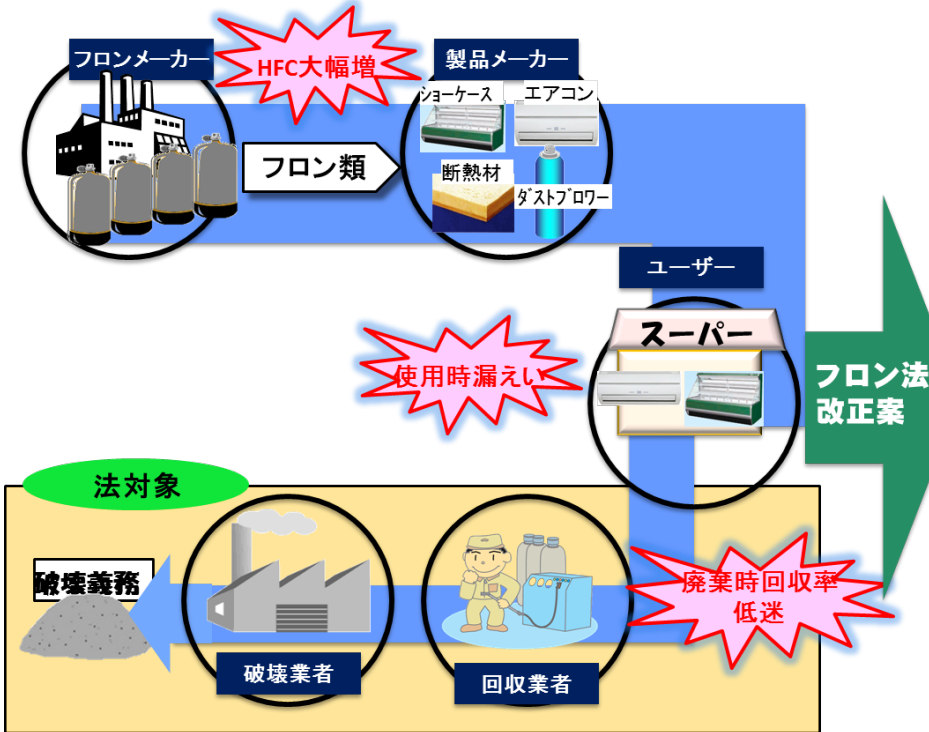 フロンメーカー
HFC大幅増
製品メーカー
ショーケース
エアコン
フロン類
断熱材
ダストブロワー
ユーザー
スーパー
使用時漏えい
フロン法
改正案
法対象
破壊義務
廃棄時回収率
低迷
破壊業者
回収業者